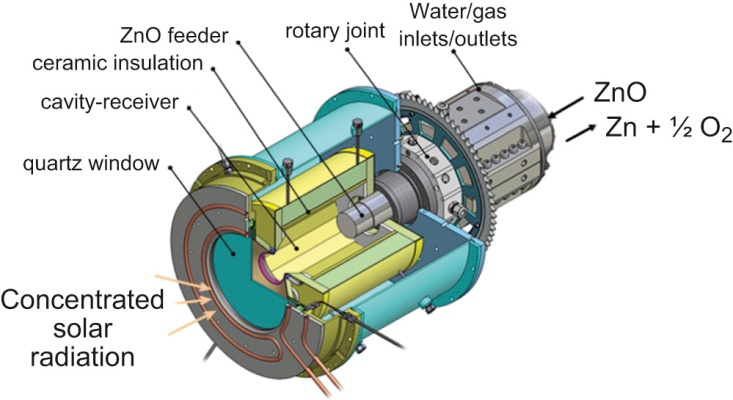 Water/gas
inlets/outlets
ZnO feeder
rotary joint
ceramic insulation
cavity-receiver
quartz window
ZnO
Zn + ½ O₂
Concentrated
solar
radiation